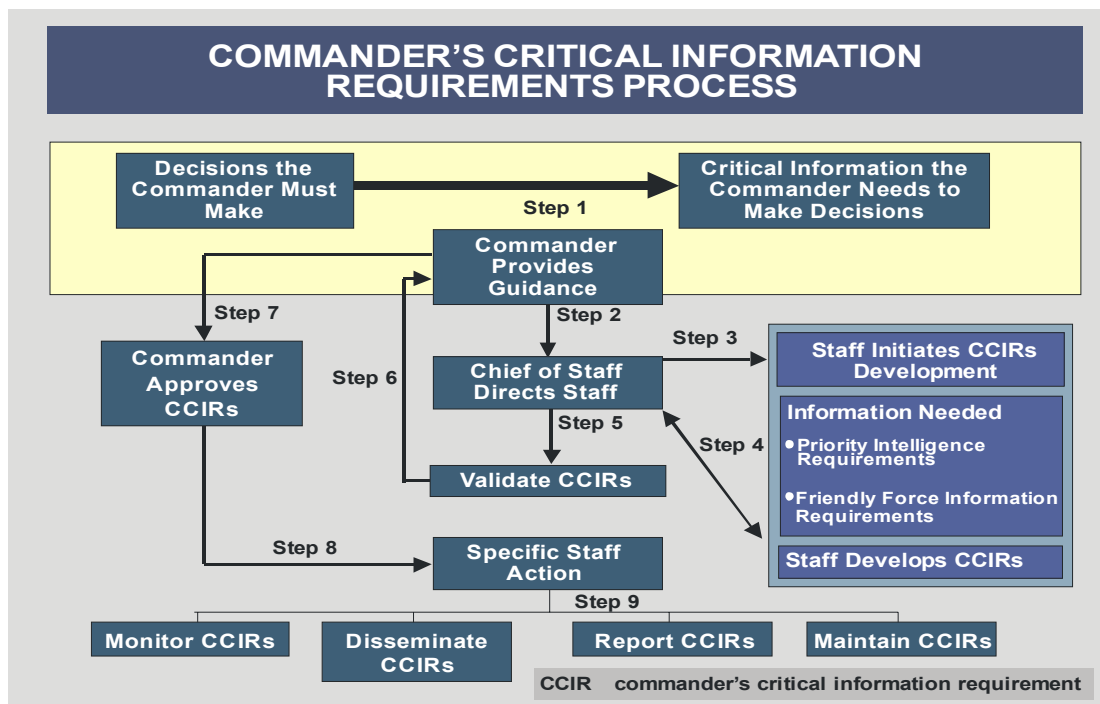 COMMANDER'S CRITICAL INFORMATION
REQUIREMENTS PROCESS
Decisions the
Commander Must
Make
Step 1
Critical Information the
Commander Needs to
Make Decisions
Commander
Provides
Guidance
Step 7
Step 2
Commander
Approves
CCIRs
Step 6
Chief of Staff
Directs Staff
Step 3
Staff Initiates CCIRs
Development
Information Needed
•Priority Intelligence
Requirements
•Friendly Force Information
Requirements
Staff Develops CCIRs
Step 4
Step 5
Validate CCIRs
Step 8
Specific Staff
Action
Step 9
Monitor CCIRs
Disseminate
CCIRs
Report CCIRs
Maintain CCIRs
CCIR commander's critical information requirement